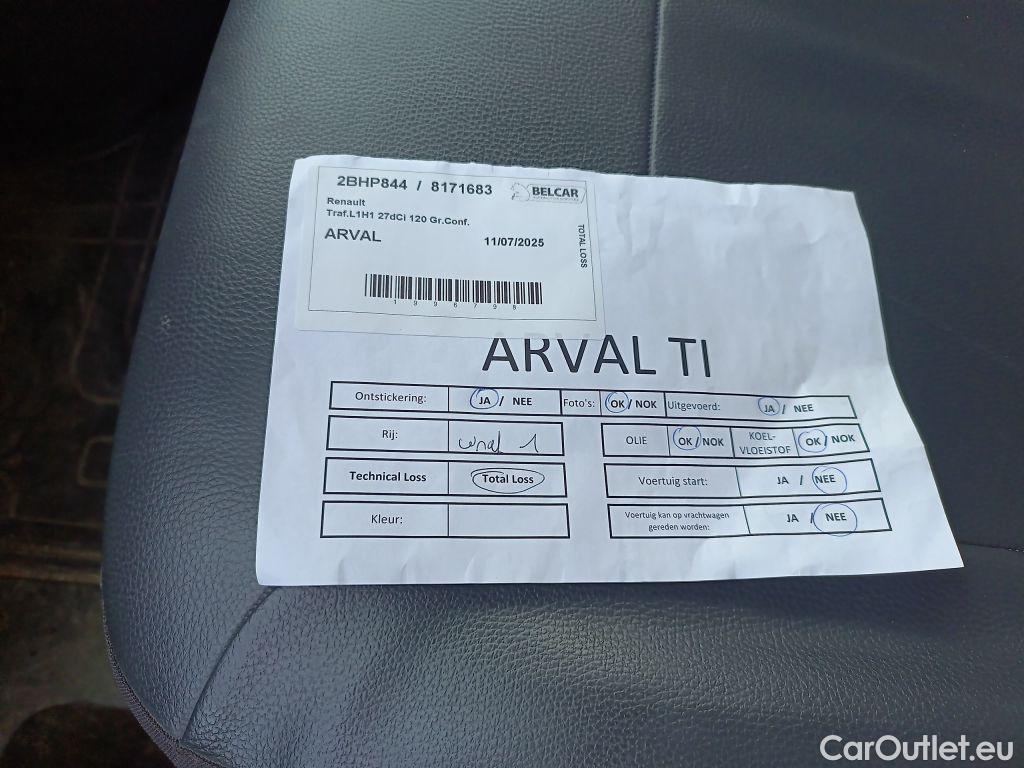 2BHP844 / 8171683
BELCAR
Renault
Traf.L1H1 27dCi 120 Gr.Conf.
ARVAL
11/07/2025
TOTAL LOSS
1996798
ARVAL TI
Ontstickering: JA / NEE Foto's: OK / NOK Uitgevoerd: JA / NEE
Rij: 1 OLIE OK / NOK KOEL-VLOEISTOF OK / NOK
Technical Loss Total Loss Voertuig start: JA / NEE
Kleur: Voertuig kan op vrachtwagen gereden worden: JA / NEE
CarOutlet.eu